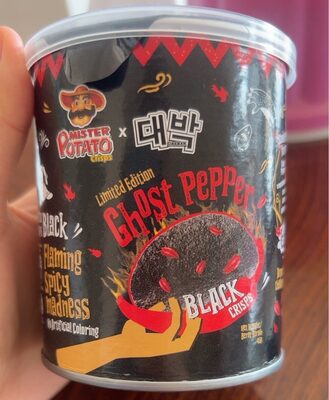 MISTER
POTATO
Crisps
x
대박
Limited Edition
Ghost Pepper
BLACK
CRISPS
Black
Flaming
Spicy
Madness
No Artificial Coloring